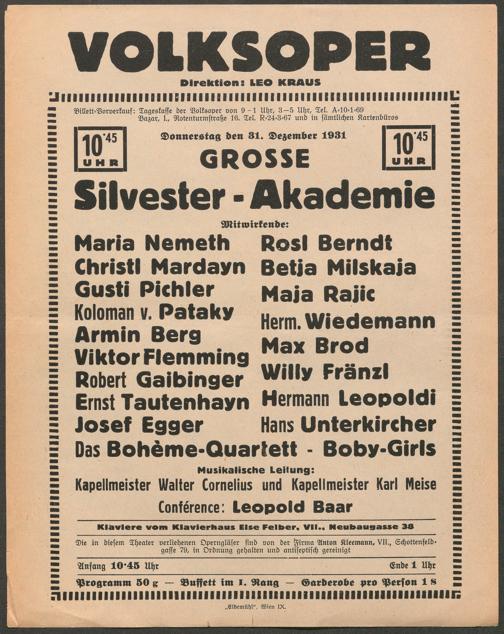 VOLKSOPER
Direktion: LEO KRAUS
Billett-Vorverkauf: Tageskasse der Volksoper von 9-1 Uhr, 3-5 Uhr, Tel. A-10-1-69
Bazar, I., Rotenturmstraße 16. Tel. R-24-3-67 und in sämtlichen Kartenbüros
10·45 UHR
Donnerstag den 31. Dezember 1931
10·45 UHR
GROSSE
Silvester - Akademie
Mitwirkende:
Maria Nemeth
Christl Mardayn
Gusti Pichler
Koloman v. Pataky
Armin Berg
Viktor Flemming
Robert Gaibinger
Ernst Tautenhayn
Josef Egger
Rosl Berndt
Betja Milskaja
Maja Rajic
Herm. Wiedemann
Max Brod
Willy Fränzl
Hermann Leopoldi
Hans Unterkircher
Das Bohème-Quartett - Boby-Girls
Musikalische Leitung:
Kapellmeister Walter Cornelius und Kapellmeister Karl Meise
Conférence: Leopold Baar
Klaviere vom Klavierhaus Else Felber, VII., Neubaugasse 38
Die in diesem Theater verliehenen Operngläser sind von der Firma Anton Kleemann, VII., Schottenfeld-
gasse 79, in Ordnung gehalten und antiseptisch gereinigt
Anfang 10·45 Uhr Ende 1 Uhr
Programm 50 g — Buffett im I. Rang — Garderobe pro Person 1 S
„Elbemühl“, Wien IX.